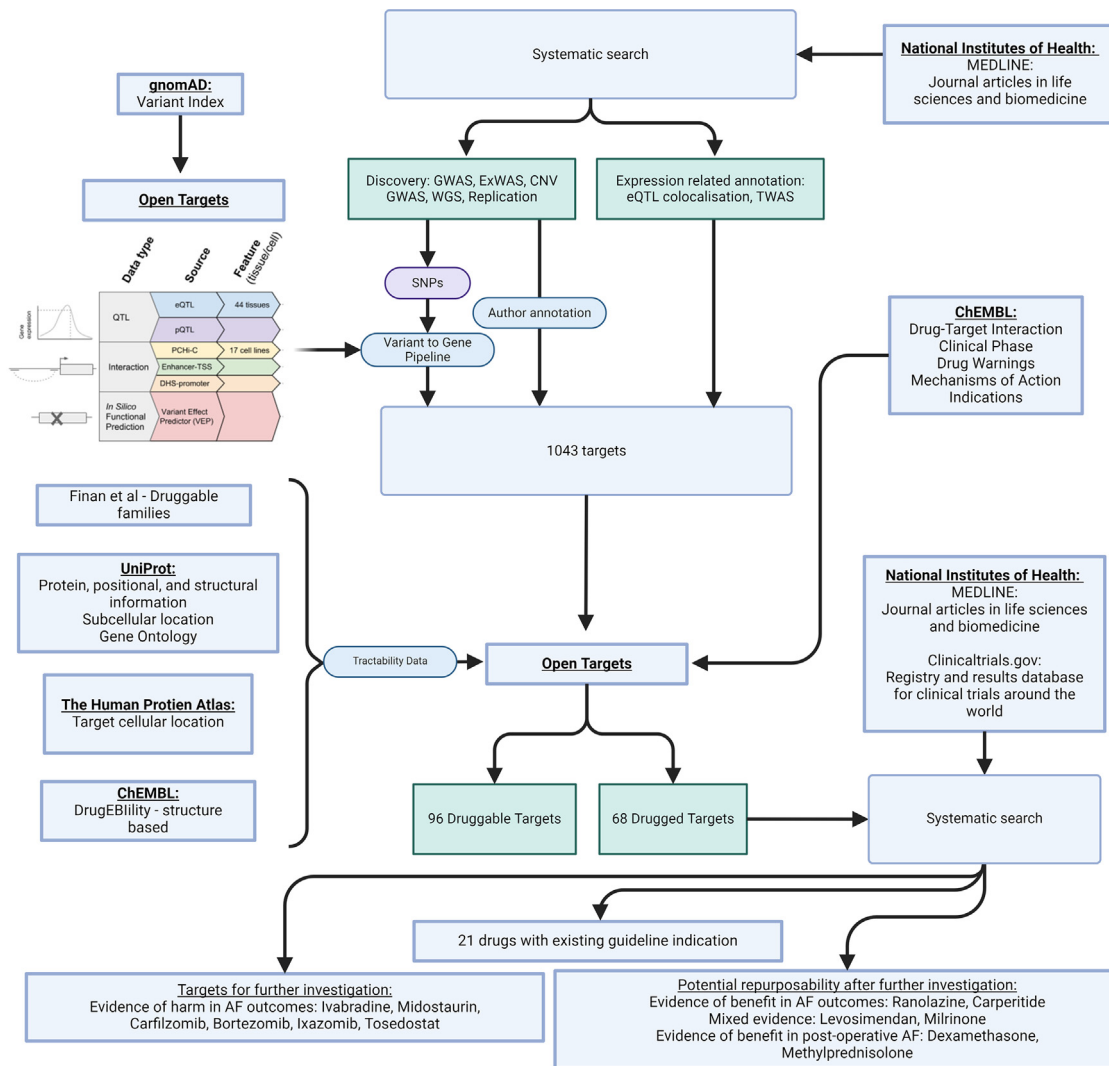 Systematic search
National Institutes of Health:
MEDLINE:
Journal articles in life
sciences and biomedicine
gnomAD:
Variant Index
Open Targets
Discovery: GWAS, ExWAS, CNV
GWAS, WGS, Replication
Expression related annotation:
eQTL colocalisation, TWAS
SNPs
Author annotation
Variant to Gene
Pipeline
Data type
Source
Feature
(tissue/cell)
Gene
expression
QTL
eQTL
44 tissues
pQTL
Interaction
PCHi-C
17 cell lines
Enhancer-TSS
DHS-promoter
In Silico
Functional
Prediction
Variant Effect
Predictor (VEP)
ChEMBL:
Drug-Target Interaction
Clinical Phase
Drug Warnings
Mechanisms of Action
Indications
1043 targets
Finan et al - Druggable
families
UniProt:
Protein, positional, and structural
information
Subcellular location
Gene Ontology
The Human Protien Atlas:
Target cellular location
ChEMBL:
DrugEBIility - structure
based
Tractability Data
Open Targets
National Institutes of Health:
MEDLINE:
Journal articles in life sciences
and biomedicine
Clinicaltrials.gov:
Registry and results database
for clinical trials around the
world
96 Druggable Targets
68 Drugged Targets
Systematic search
21 drugs with existing guideline indication
Targets for further investigation:
Evidence of harm in AF outcomes: Ivabradine, Midostaurin,
Carfilzomib, Bortezomib, Ixazomib, Tosedostat
Potential repurposability after further investigation:
Evidence of benefit in AF outcomes: Ranolazine, Carperitide
Mixed evidence: Levosimendan, Milrinone
Evidence of benefit in post-operative AF: Dexamethasone,
Methylprednisolone